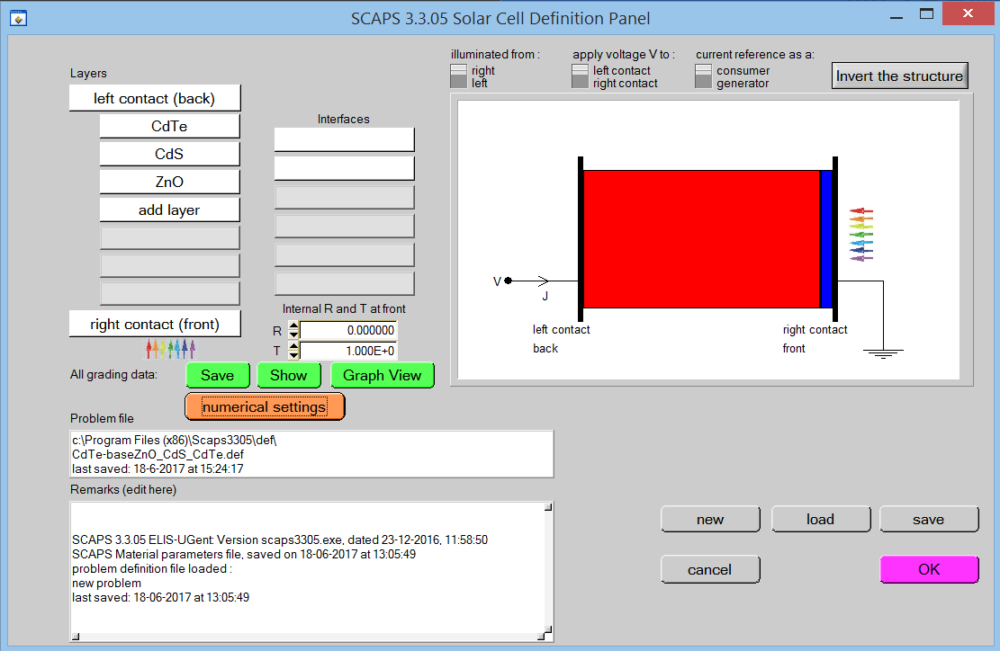 SCAPS 3.3.05 Solar Cell Definition Panel
illuminated from :
right
left
apply voltage V to :
left contact
right contact
current reference as a:
consumer
generator
Invert the structure
Layers
left contact (back)
CdTe
CdS
ZnO
add layer
right contact (front)
Interfaces
Internal R and T at front
R 0.000000
T 1.000E+0
V
J
left contact
back
right contact
front
All grading data:
Save
Show
Graph View
numerical settings
Problem file
c:\Program Files (x86)\Scaps3305\def\
CdTe-baseZnO_CdS_CdTe.def
last saved: 18-6-2017 at 15:24:17
Remarks (edit here)
SCAPS 3.3.05 ELIS-UGent: Version scaps3305.exe, dated 23-12-2016, 11:58:50
SCAPS Material parameters file, saved on 18-06-2017 at 13:05:49
problem definition file loaded :
new problem
last saved: 18-06-2017 at 13:05:49
new
load
save
cancel
OK